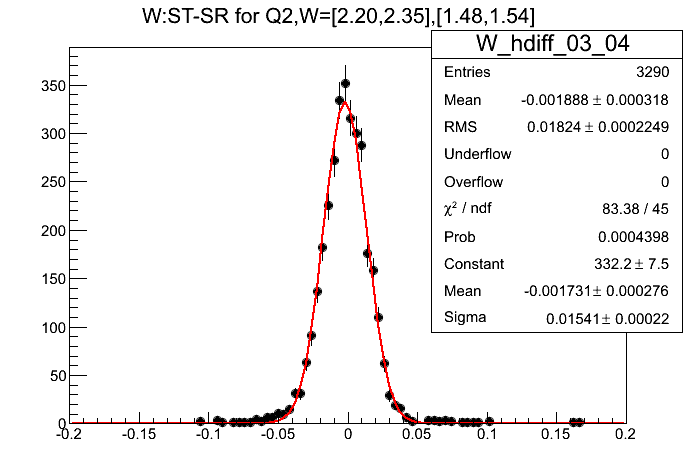 W:ST-SR for Q2,W=[2.20,2.35],[1.48,1.54]
W_hdiff_03_04
Entries 3290
Mean -0.001888 ± 0.000318
RMS 0.01824 ± 0.0002249
Underflow 0
Overflow 0
χ² / ndf 83.38 / 45
Prob 0.0004398
Constant 332.2 ± 7.5
Mean -0.001731 ± 0.000276
Sigma 0.01541 ± 0.00022
350
300
250
200
150
100
50
0
-0.2 -0.15 -0.1 -0.05 0 0.05 0.1 0.15 0.2